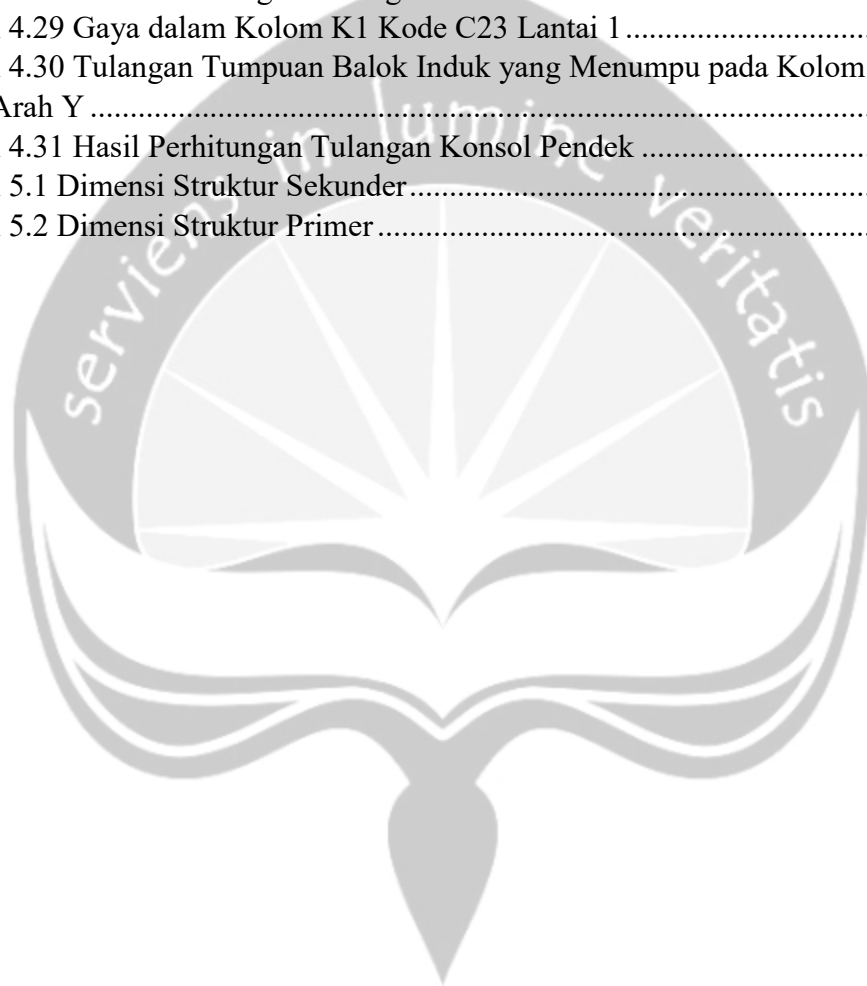 4.29 Gaya dalam Kolom K1 Kode C23 Lantai 1........................................
4.30 Tulangan Tumpuan Balok Induk yang Menumpu pada Kolom
Arah Y........................................................................................................
4.31 Hasil Perhitungan Tulangan Konsol Pendek ............................
5.1 Dimensi Struktur Sekunder..........................................................
5.2 Dimensi Struktur Primer..............................................................
serviens in lumine veritatis